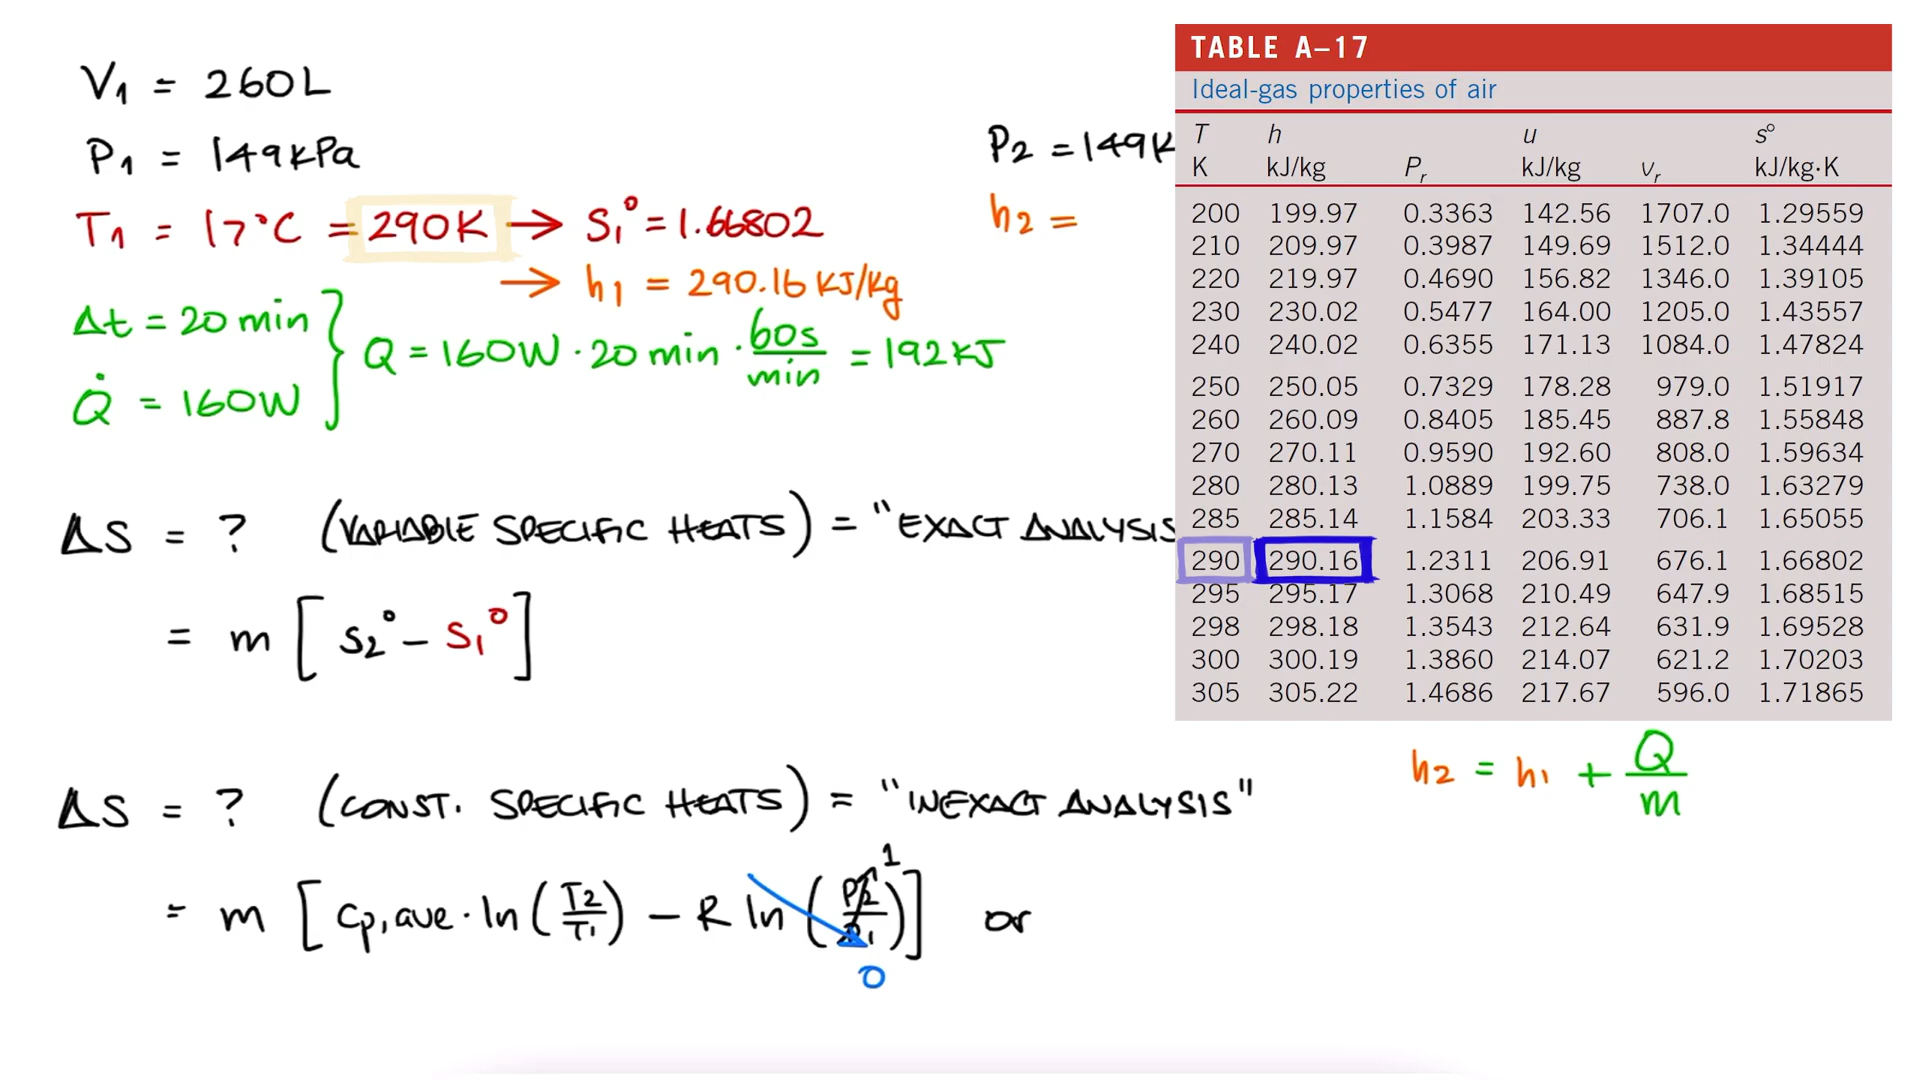 V1 = 260L
P1 = 149kPa
T1 = 17°C = 290K → S1° = 1.66802
→ h1 = 290.16 KJ/kg
Δt = 20 min
Q̇ = 160W
Q = 160W · 20 min · 60s/min = 192KJ
P2 = 149K
h2 =
ΔS = ? (VARIABLE SPECIFIC HEATS) = "EXACT ANALYSIS
= m [ S2° - S1° ]
ΔS = ? (CONST. SPECIFIC HEATS) = "INEXACT ANALYSIS"
= m [ Cp,ave · ln (T2/T1) - R ln (P2/P1) ] or
1
0
TABLE A–17
Ideal-gas properties of air
T h u s°
K kJ/kg Pr kJ/kg vr kJ/kg·K
200 199.97 0.3363 142.56 1707.0 1.29559
210 209.97 0.3987 149.69 1512.0 1.34444
220 219.97 0.4690 156.82 1346.0 1.39105
230 230.02 0.5477 164.00 1205.0 1.43557
240 240.02 0.6355 171.13 1084.0 1.47824
250 250.05 0.7329 178.28 979.0 1.51917
260 260.09 0.8405 185.45 887.8 1.55848
270 270.11 0.9590 192.60 808.0 1.59634
280 280.13 1.0889 199.75 738.0 1.63279
285 285.14 1.1584 203.33 706.1 1.65055
290 290.16 1.2311 206.91 676.1 1.66802
295 295.17 1.3068 210.49 647.9 1.68515
298 298.18 1.3543 212.64 631.9 1.69528
300 300.19 1.3860 214.07 621.2 1.70203
305 305.22 1.4686 217.67 596.0 1.71865
h2 = h1 + Q/m